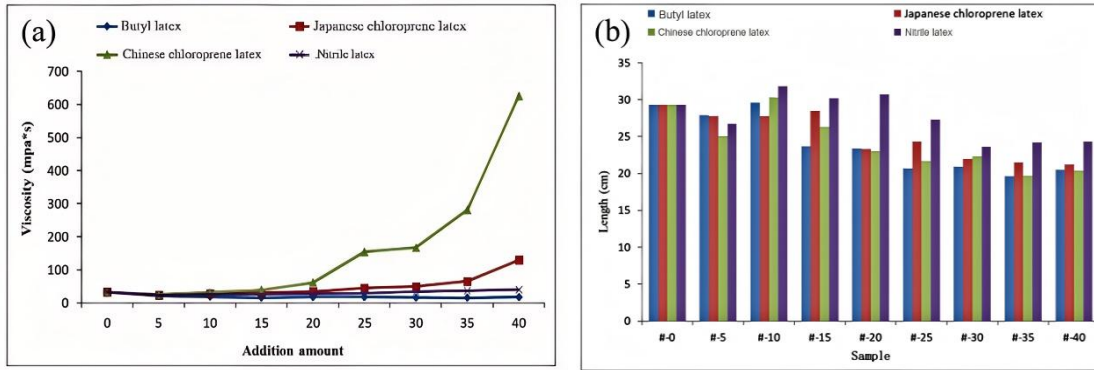 (a)
Butyl latex
Japanese chloroprene latex
Chinese chloroprene latex
Nitrile latex
700
600
500
400
300
200
100
0
Viscosity (mpa*s)
0 5 10 15 20 25 30 35 40
Addition amount
(b)
Butyl latex
Japanese chloroprene latex
Chinese chloroprene latex
Nitrile latex
35
30
25
20
15
10
5
0
Length (cm)
#-0 #-5 #-10 #-15 #-20 #-25 #-30 #-35 #-40
Sample